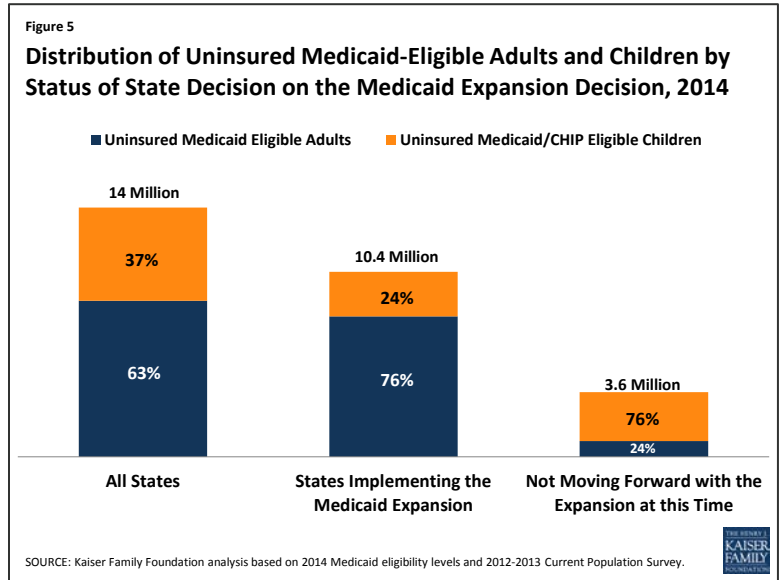 Figure 5
Distribution of Uninsured Medicaid-Eligible Adults and Children by
Status of State Decision on the Medicaid Expansion Decision, 2014
Uninsured Medicaid Eligible Adults
Uninsured Medicaid/CHIP Eligible Children
14 Million
37%
63%
10.4 Million
24%
76%
3.6 Million
76%
24%
All States
States Implementing the
Medicaid Expansion
Not Moving Forward with the
Expansion at this Time
SOURCE: Kaiser Family Foundation analysis based on 2014 Medicaid eligibility levels and 2012-2013 Current Population Survey.
THE HENRY J.
KAISER
FAMILY
FOUNDATION